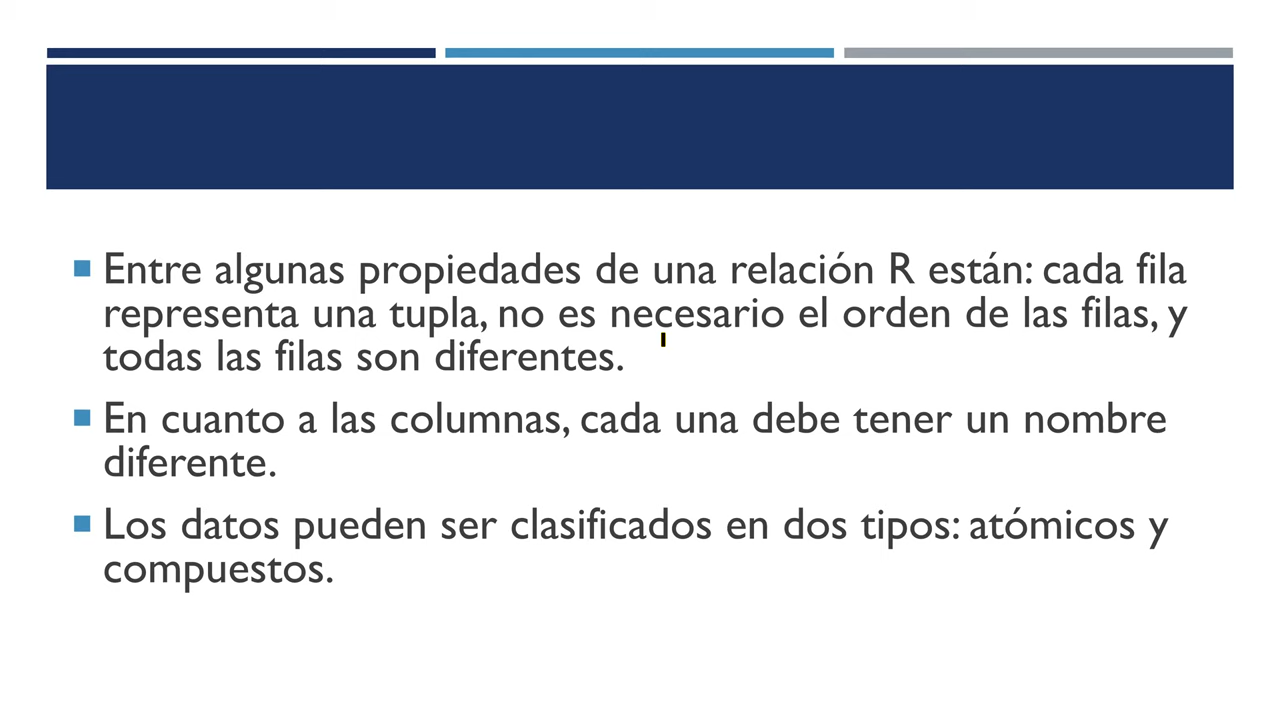 Entre algunas propiedades de una relación R están: cada fila
representa una tupla, no es necesario el orden de las filas, y
todas las filas son diferentes.
En cuanto a las columnas, cada una debe tener un nombre
diferente.
Los datos pueden ser clasificados en dos tipos: atómicos y
compuestos.